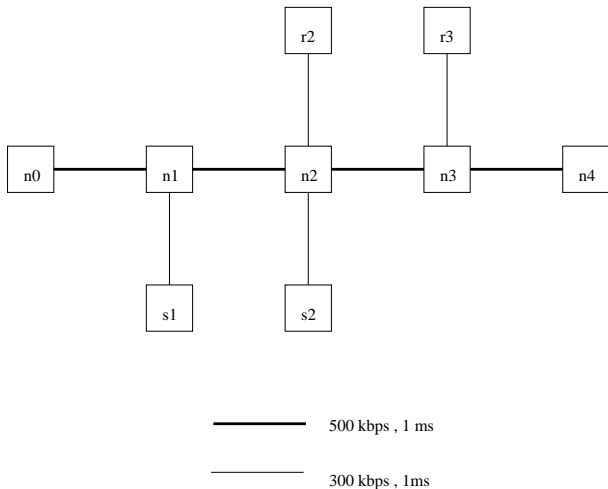 r2 r3
n0 n1 n2 n3 n4
s1 s2
500 kbps , 1 ms
300 kbps , 1ms